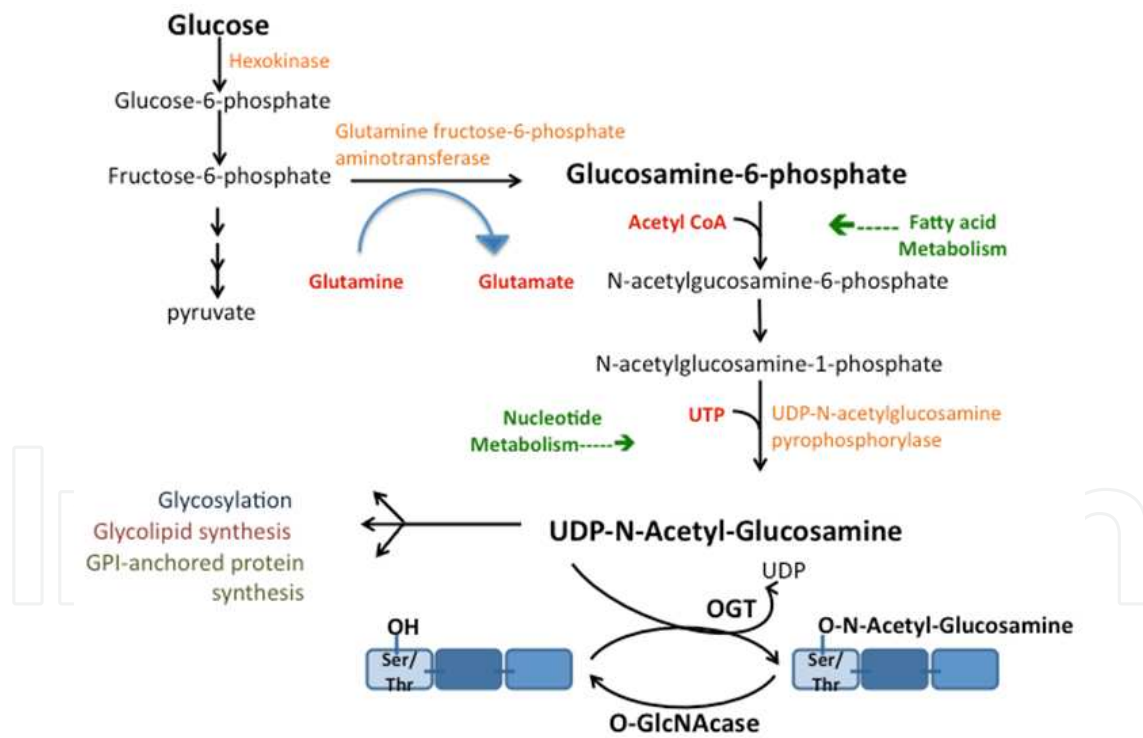 Glucose
Hexokinase
Glucose-6-phosphate
Glutamine fructose-6-phosphate
aminotransferase
Fructose-6-phosphate
Glucosamine-6-phosphate
Acetyl CoA
Fatty acid
Metabolism
Glutamine
Glutamate
N-acetylgucosamine-6-phosphate
pyruvate
N-acetylglucosamine-1-phosphate
Nucleotide
Metabolism
UTP
UDP-N-acetylglucosamine
pyrophosphorylase
Glycosylation
Glycolipid synthesis
GPI-anchored protein
synthesis
UDP-N-Acetyl-Glucosamine
UDP
OGT
OH
Ser/
Thr
O-N-Acetyl-Glucosamine
Ser/
Thr
O-GlcNAcase